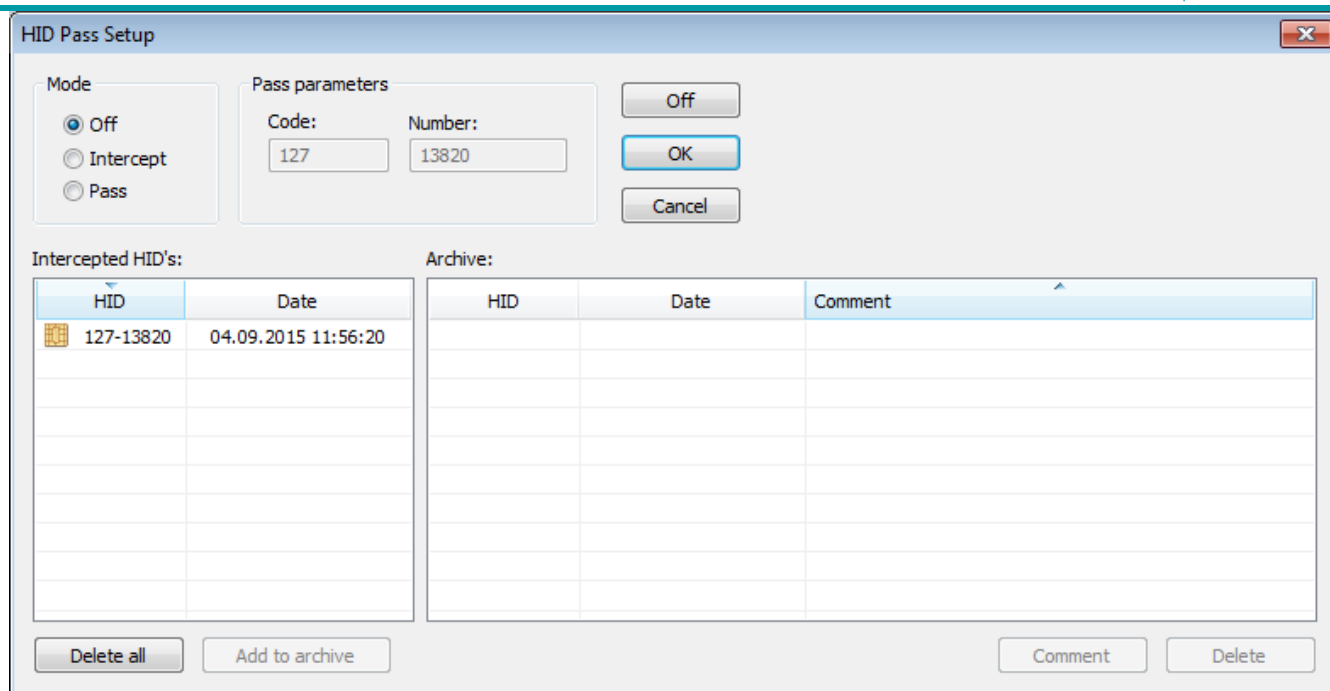 HID Pass Setup
Mode
Off
Intercept
Pass
Pass parameters
Code: Number:
127 13820
Off
OK
Cancel
Intercepted HID's:
HID Date
127-13820 04.09.2015 11:56:20
Archive:
HID Date Comment
Delete all Add to archive Comment Delete